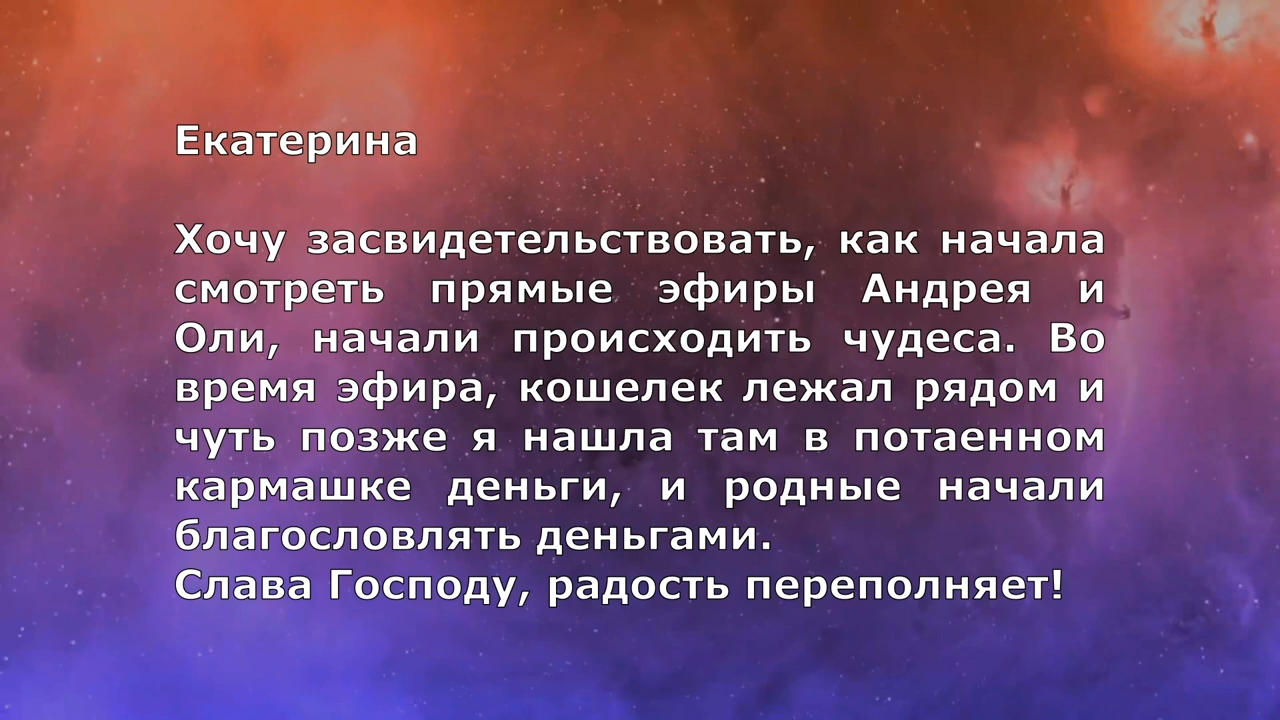 Екатерина
Хочу засвидетельствовать, как начала
смотреть прямые эфиры Андрея и
Оли, начали происходить чудеса. Во
время эфира, кошелек лежал рядом и
чуть позже я нашла там в потаенном
кармашке деньги, и родные начали
благословлять деньгами.
Слава Господу, радость переполняет!